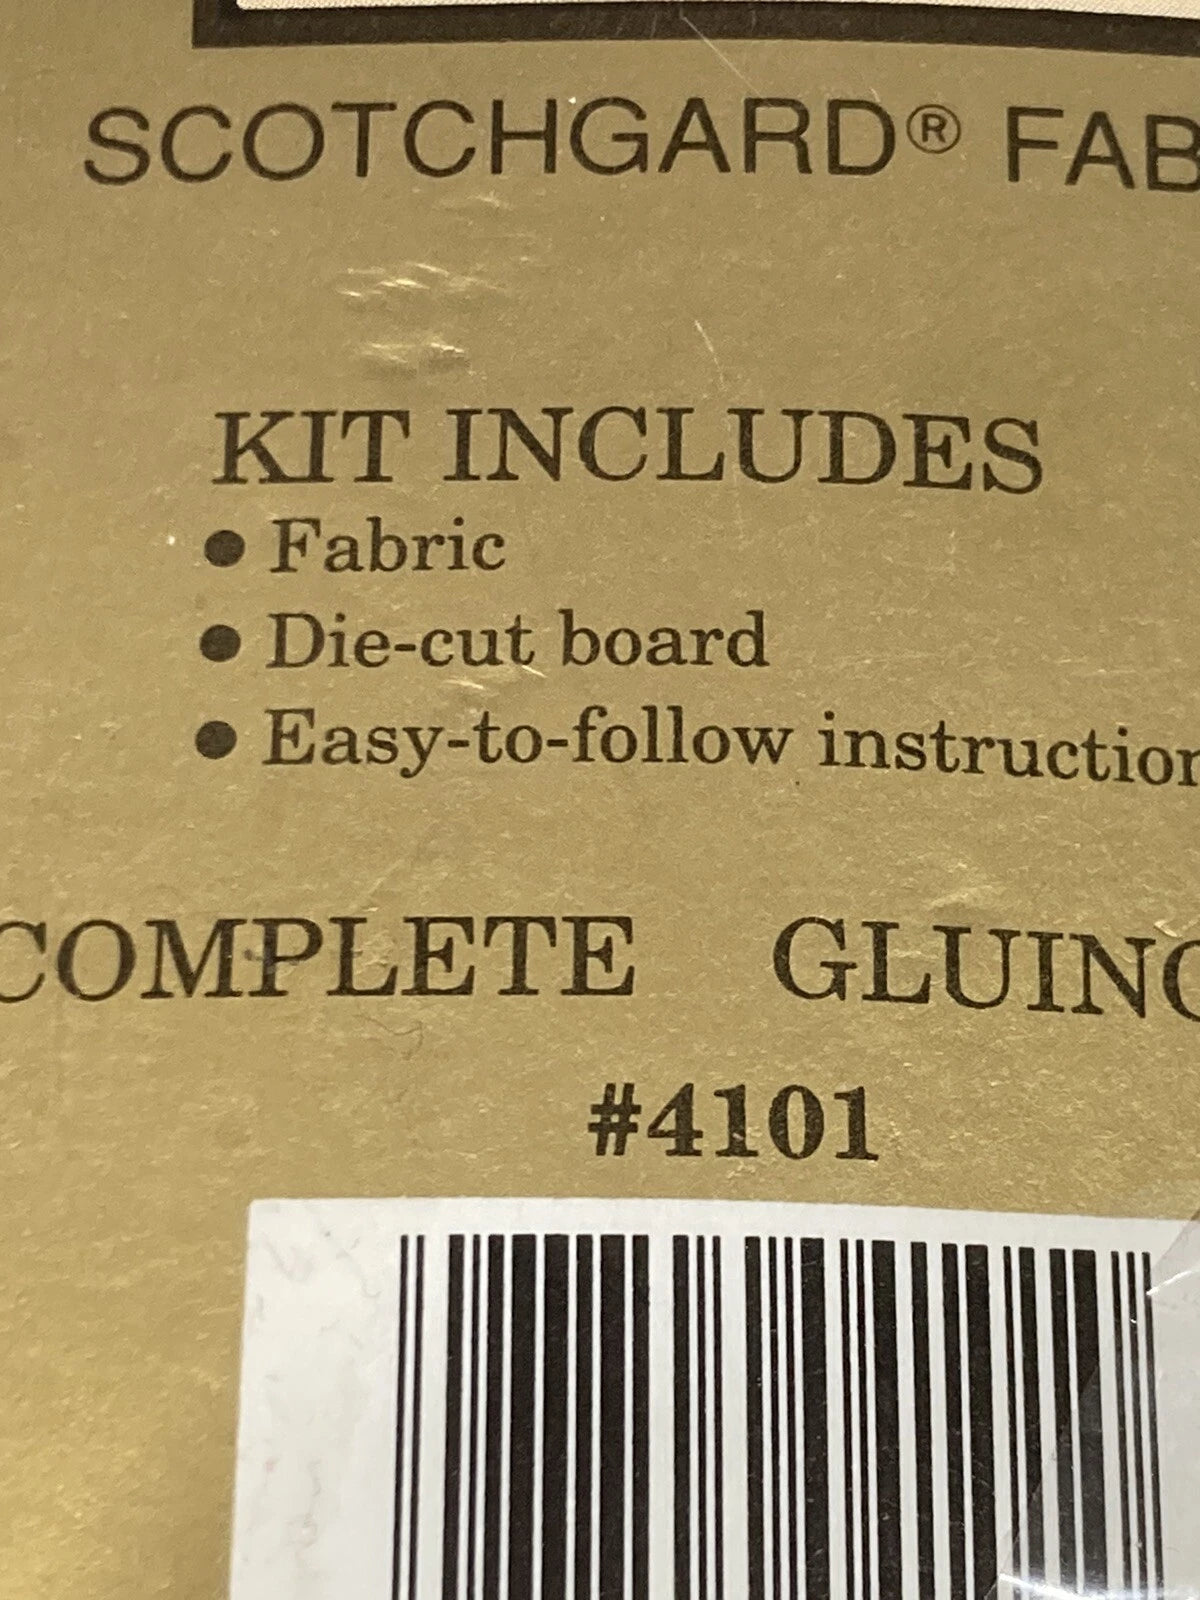 SCOTCHGARD® FAB
KIT INCLUDES
● Fabric
● Die-cut board
● Easy-to-follow instruction
COMPLETE GLUING
#4101